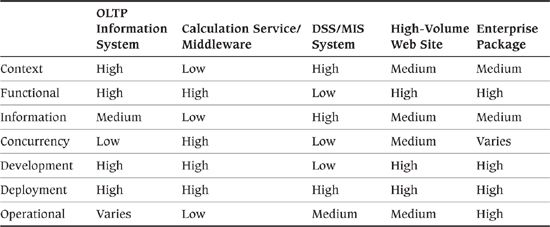 OLTP
Information Calculation Service/ DSS/MIS High-Volume Enterprise
System Middleware System Web Site Package
Context High Low High Medium Medium
Functional High High Low High High
Information Medium Low High Medium Medium
Concurrency Low High Low Medium Varies
Development High High Low High High
Deployment High High High High High
Operational Varies Low Medium Medium High